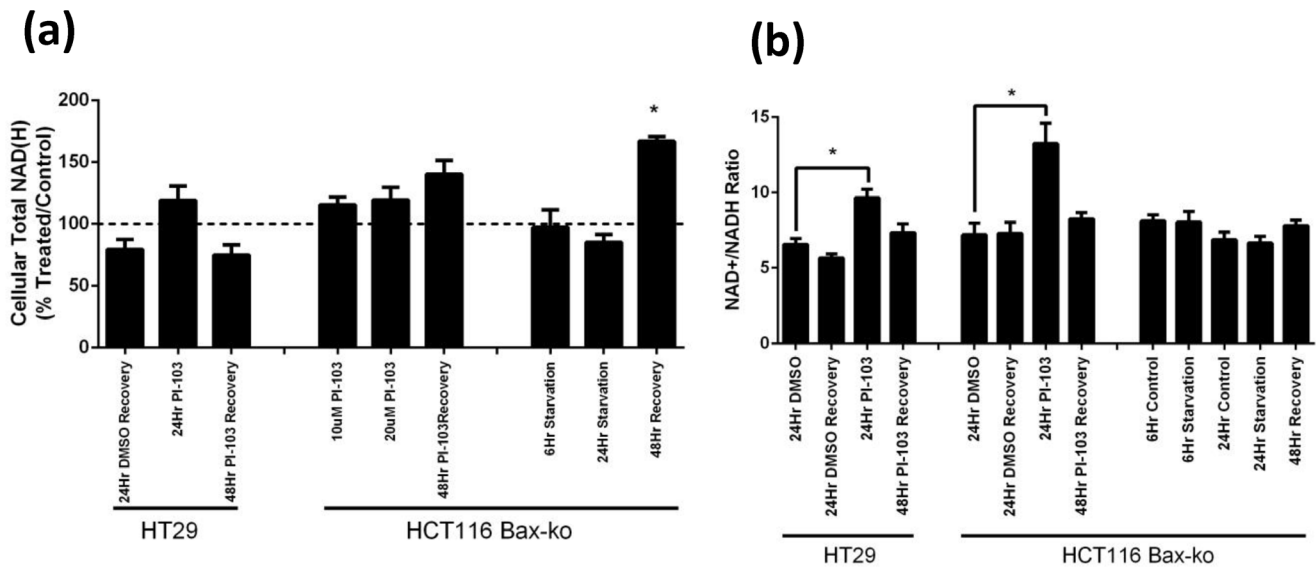 (a)
Cellular Total NAD(H)
(% Treated/Control)
200
150
100
50
0
*
24Hr DMSO Recovery
24Hr PI-103
48Hr PI-103 Recovery
10uM PI-103
20uM PI-103
48Hr PI-103Recovery
6Hr Starvation
24Hr Starvation
48Hr Recovery
HT29
HCT116 Bax-ko
(b)
NAD+/NADH Ratio
15
10
5
0
*
*
24Hr DMSO
24Hr DMSO Recovery
24Hr PI-103
48Hr PI-103 Recovery
24Hr DMSO
24Hr DMSO Recovery
24Hr PI-103
48Hr PI-103 Recovery
6Hr Control
6Hr Starvation
24Hr Control
24Hr Starvation
48Hr Recovery
HT29
HCT116 Bax-ko